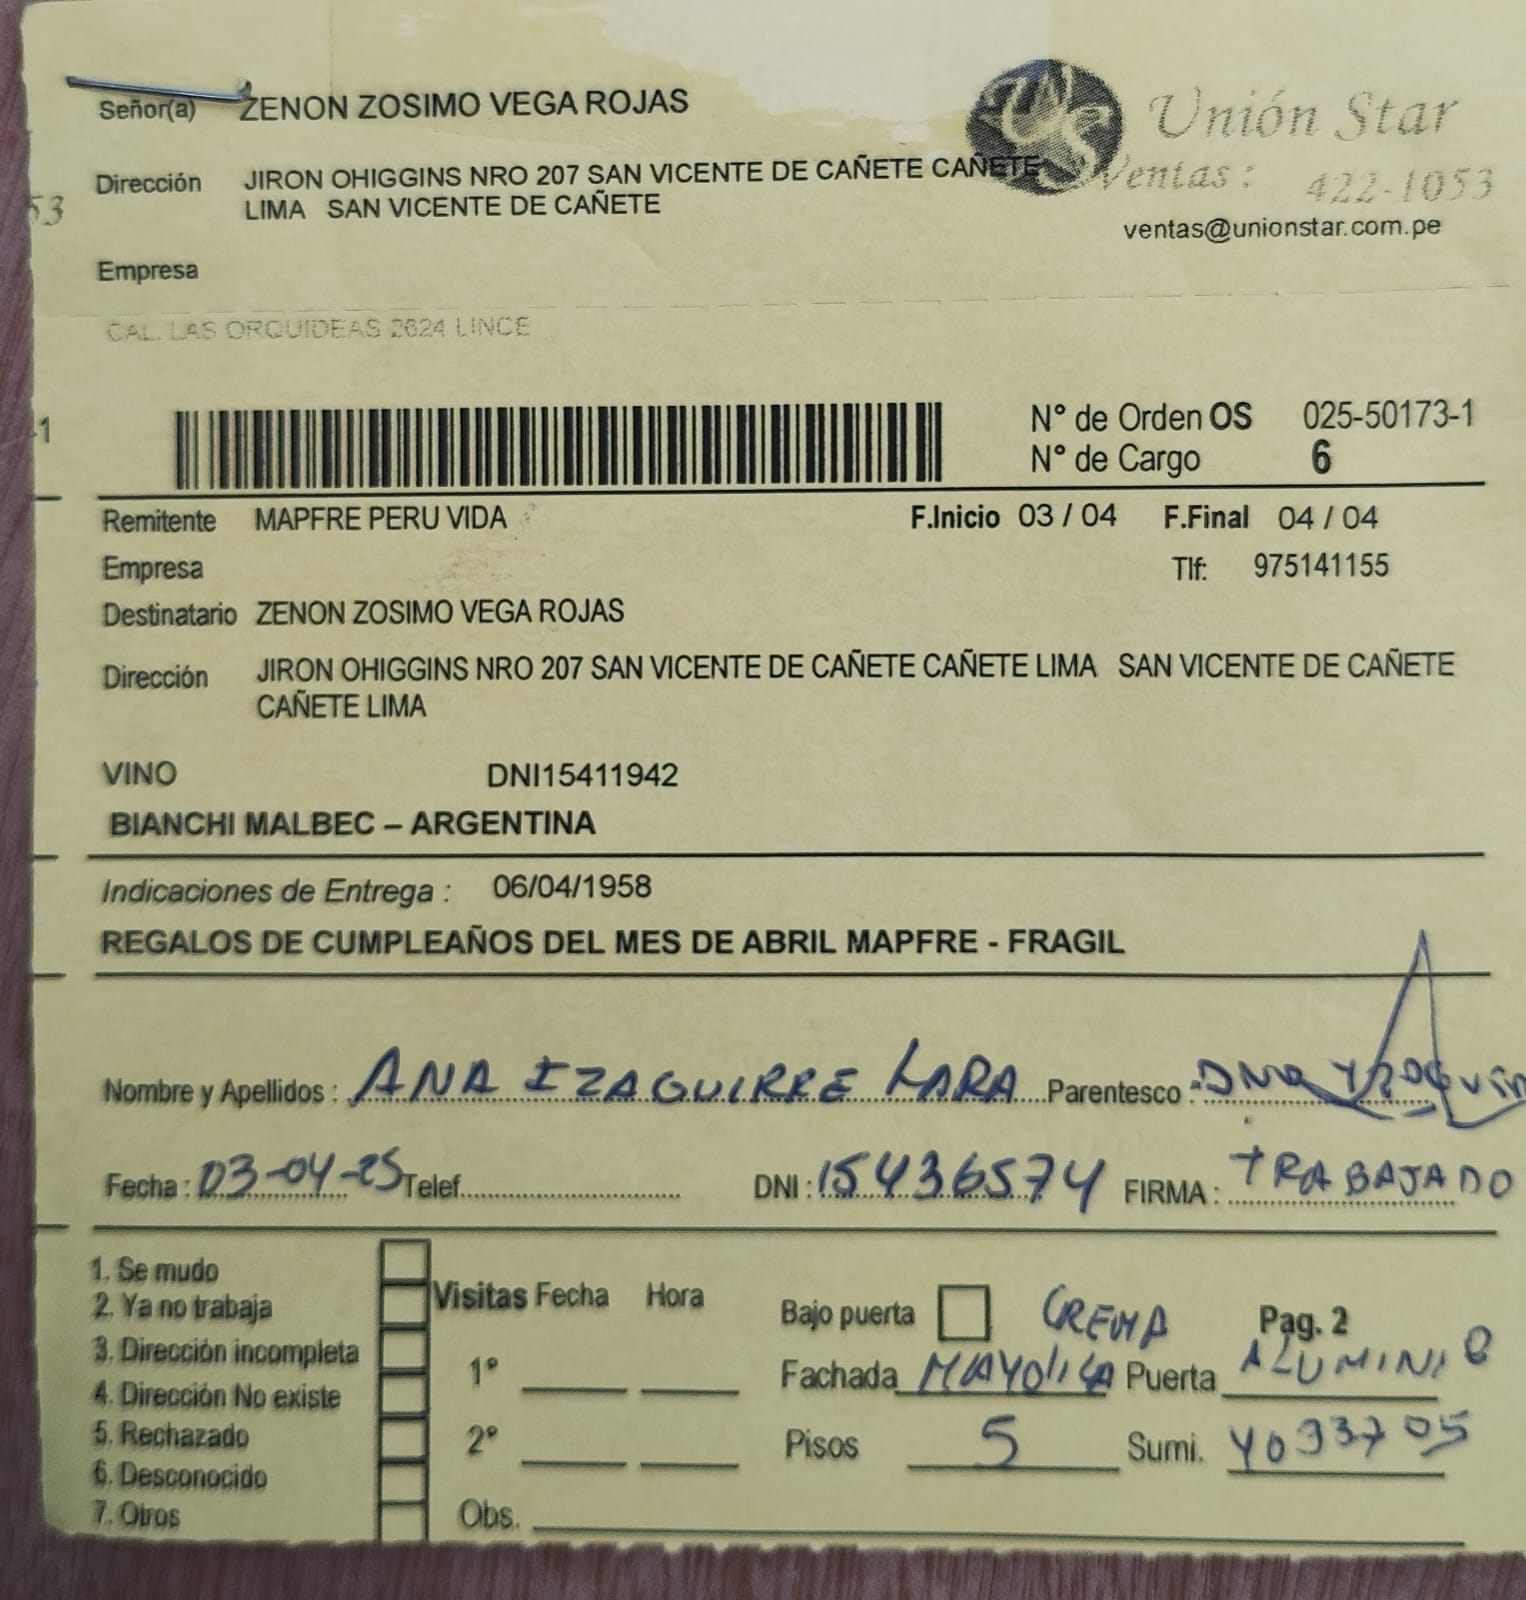 Señor(a) ZENON ZOSIMO VEGA ROJAS
Unión Star
Dirección JIRON OHIGGINS NRO 207 SAN VICENTE DE CAÑETE CAÑETE
LIMA SAN VICENTE DE CAÑETE
Ventas : 422-1053
53
ventas@unionstar.com.pe
Empresa
CAL. LAS ORQUIDEAS 2624 LINCE
-1
N° de Orden OS 025-50173-1
N° de Cargo 6
Remitente MAPFRE PERU VIDA F.Inicio 03 / 04 F.Final 04 / 04
Empresa Tlf: 975141155
Destinatario ZENON ZOSIMO VEGA ROJAS
Dirección JIRON OHIGGINS NRO 207 SAN VICENTE DE CAÑETE CAÑETE LIMA SAN VICENTE DE CAÑETE
CAÑETE LIMA
VINO DNI15411942
BIANCHI MALBEC – ARGENTINA
Indicaciones de Entrega : 06/04/1958
REGALOS DE CUMPLEAÑOS DEL MES DE ABRIL MAPFRE - FRAGIL
Nombre y Apellidos : ANA IZAGUIRRE LARA Parentesco :
Fecha : 03-04-25 Telef. DNI : 15436574 FIRMA : TRABAJADO
1. Se mudo
2. Ya no trabaja
3. Dirección incompleta
4. Dirección No existe
5. Rechazado
6. Desconocido
7. Otros
Visitas Fecha Hora
1°
2°
Obs.
Bajo puerta CREMA Pag. 2
Fachada MAYOLICA Puerta ALUMINIO
Pisos 5 Sumi. 4033705